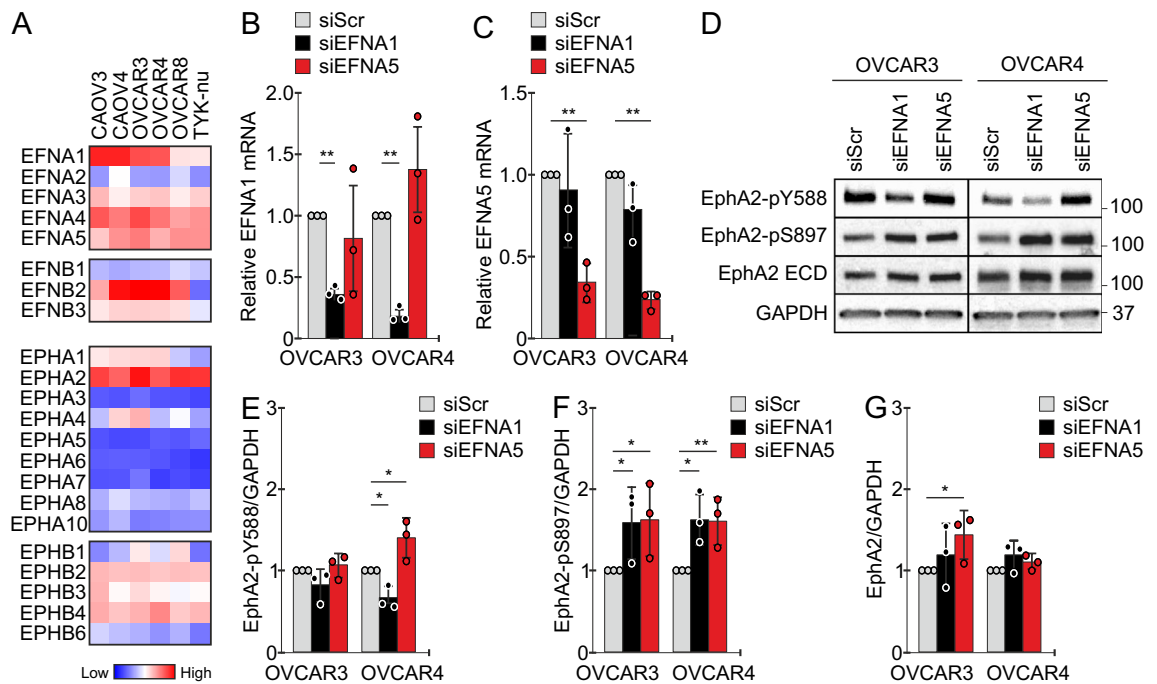 A
CAOV3
CAOV4
OVCAR3
OVCAR4
OVCAR8
TYK-nu
EFNA1
EFNA2
EFNA3
EFNA4
EFNA5
EFNB1
EFNB2
EFNB3
EPHA1
EPHA2
EPHA3
EPHA4
EPHA5
EPHA6
EPHA7
EPHA8
EPHA10
EPHB1
EPHB2
EPHB3
EPHB4
EPHB6
Low High
B
siScr
siEFNA1
siEFNA5
Relative EFNA1 mRNA
2.0
1.5
1.0
0.5
0
**
**
OVCAR3 OVCAR4
C
siScr
siEFNA1
siEFNA5
Relative EFNA5 mRNA
1.5
1.0
0.5
0
**
**
OVCAR3 OVCAR4
D
OVCAR3 OVCAR4
siScr siEFNA1 siEFNA5 siScr siEFNA1 siEFNA5
EphA2-pY588 100
EphA2-pS897 100
EphA2 ECD 100
GAPDH 37
E
siScr
siEFNA1
siEFNA5
EphA2-pY588/GAPDH
3
2
1
0
*
*
OVCAR3 OVCAR4
F
siScr
siEFNA1
siEFNA5
EphA2-pS897/GAPDH
3
2
1
0
*
*
**
*
OVCAR3 OVCAR4
G
siScr
siEFNA1
siEFNA5
EphA2/GAPDH
3
2
1
0
*
OVCAR3 OVCAR4